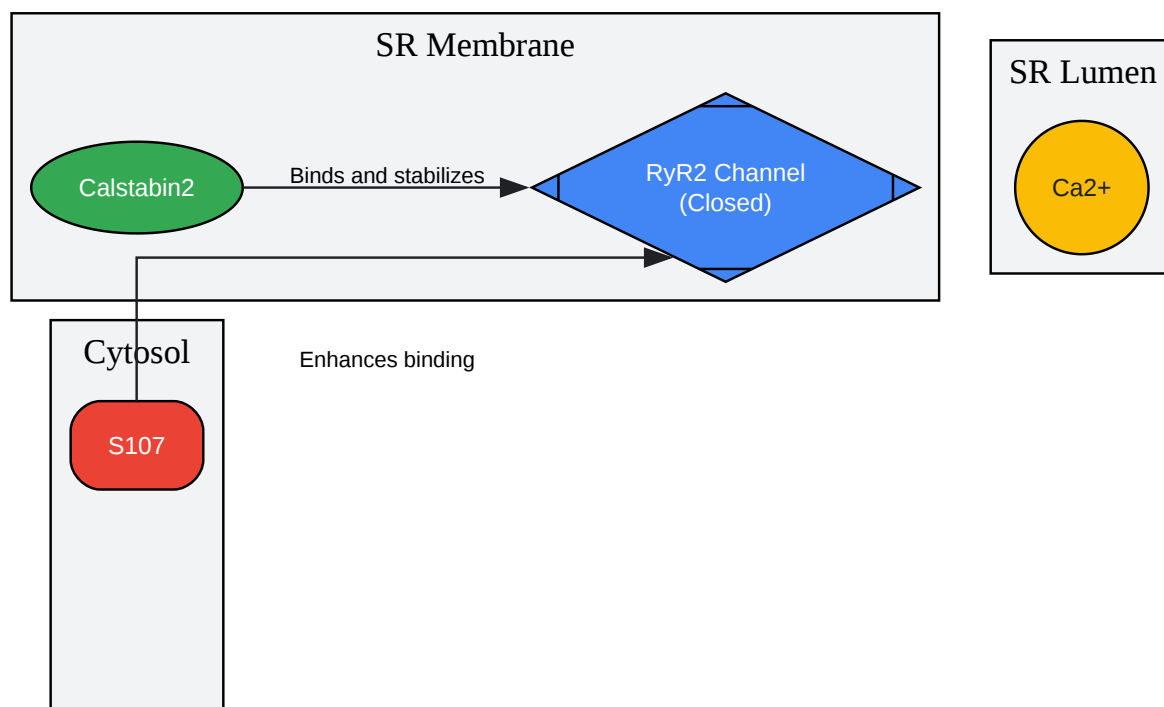 SR Membrane
SR Lumen
Calstabin2
Binds and stabilizes
RyR2 Channel
(Closed)
Ca2+
Cytosol
Enhances binding
S107